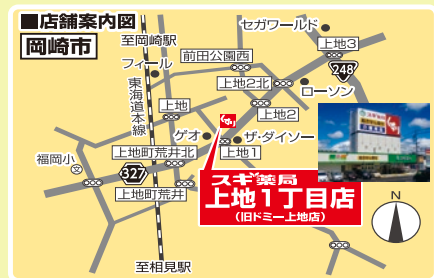 ■店舗案内図
岡崎市
至岡崎駅
セガワールド
上地3
前田公園西
フィール
248
上地2北
ローソン
東海道本線
上地
上地2
ゲオ
ザ・ダイソー
上地1
福岡小
上地町荒井北
327
上地町荒井
スギ薬局
上地1丁目店
(旧ドミー上地店)
N
至相見駅